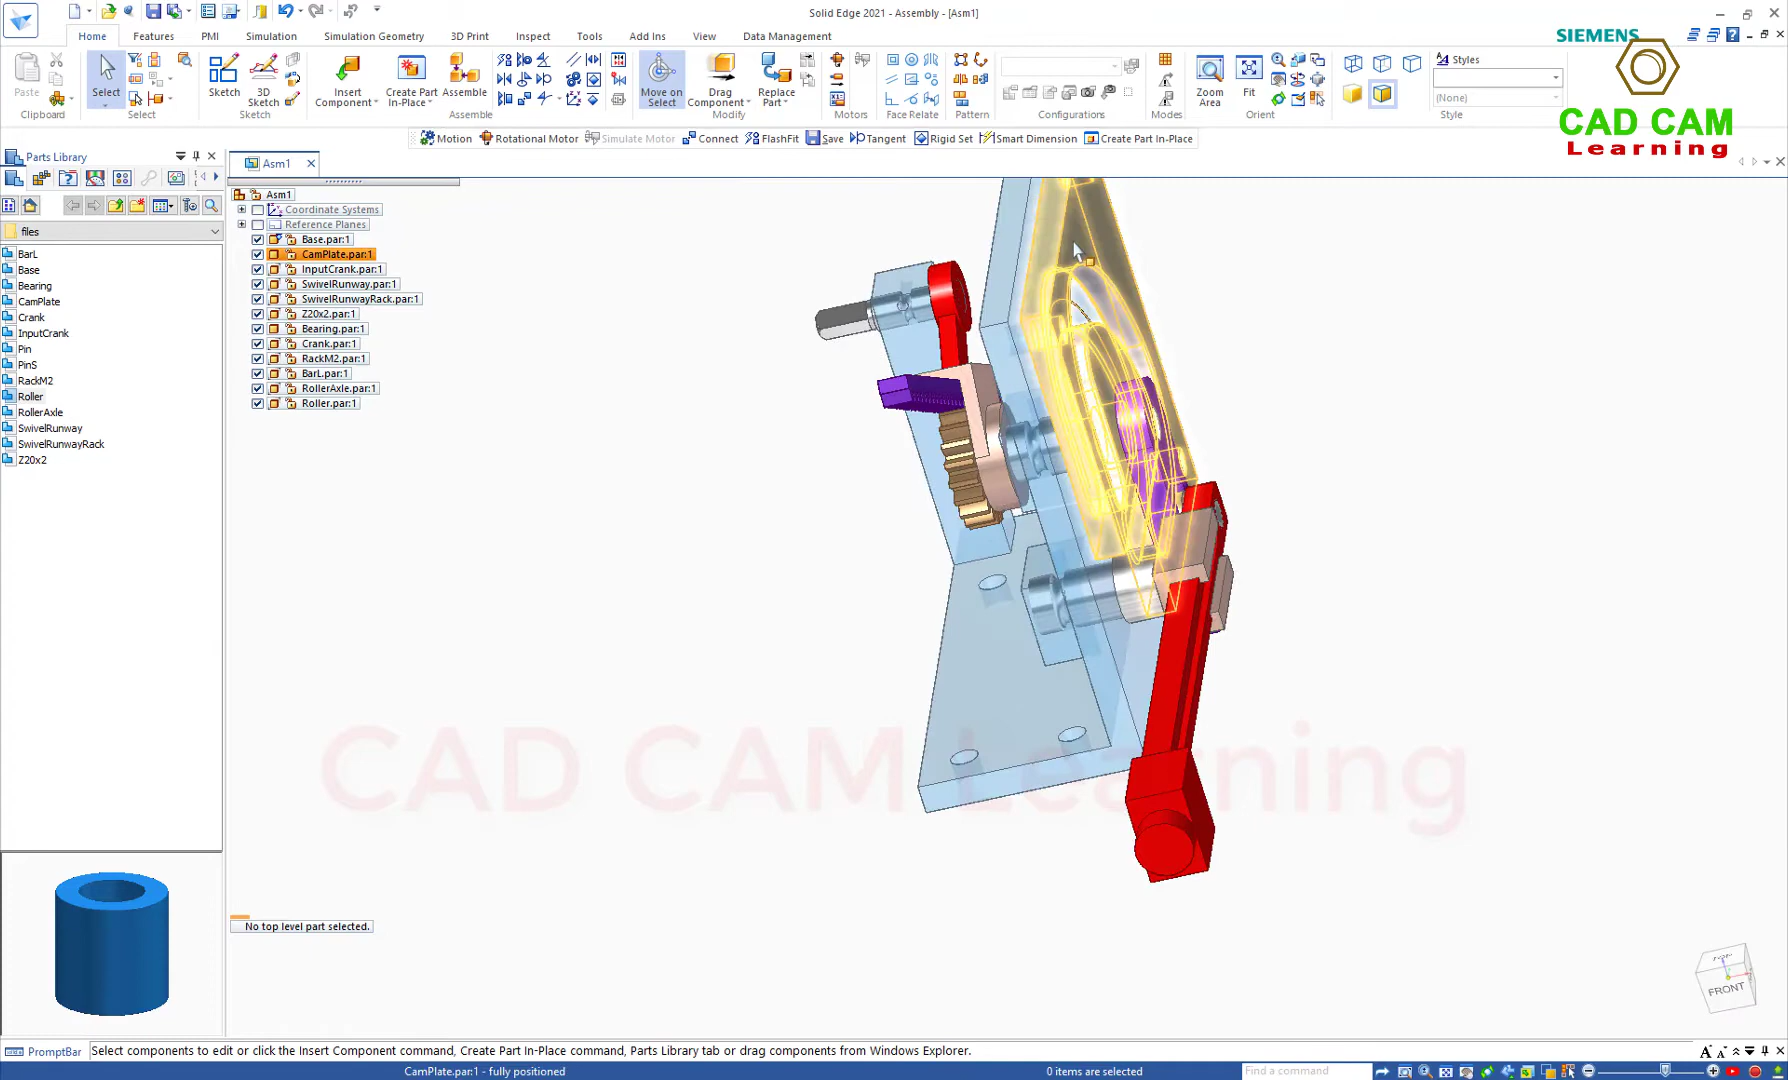 Solid Edge 2021 - Assembly - [Asm1]
Home
Features
PMI
Simulation
Simulation Geometry
3D Print
Inspect
Tools
Add Ins
View
Data Management
SIEMENS
Paste
Clipboard
Select
Select
Sketch
3D Sketch
Sketch
Insert Component
Create Part In-Place
Assemble
Assemble
Move on Select
Drag Component
Replace Part
Modify
Motors
Face Relate
Pattern
Configurations
Modes
Zoom Area
Fit
Orient
Styles
(None)
Style
CAD CAM
Learning
Motion
Rotational Motor
Simulate Motor
Connect
FlashFit
Save
Tangent
Rigid Set
Smart Dimension
Create Part In-Place
Parts Library
Asm1
files
BarL
Base
Bearing
CamPlate
Crank
InputCrank
Pin
PinS
RackM2
Roller
RollerAxle
SwivelRunway
SwivelRunwayRack
Z20x2
Asm1
Coordinate Systems
Reference Planes
Base.par:1
CamPlate.par:1
InputCrank.par:1
SwivelRunway.par:1
SwivelRunwayRack.par:1
Z20x2.par:1
Bearing.par:1
Crank.par:1
RackM2.par:1
BarL.par:1
RollerAxle.par:1
Roller.par:1
CAD CAM Learning
No top level part selected.
FRONT
PromptBar
Select components to edit or click the Insert Component command, Create Part In-Place command, Parts Library tab or drag components from Windows Explorer.
CamPlate.par:1 - fully positioned
0 items are selected
Find a command